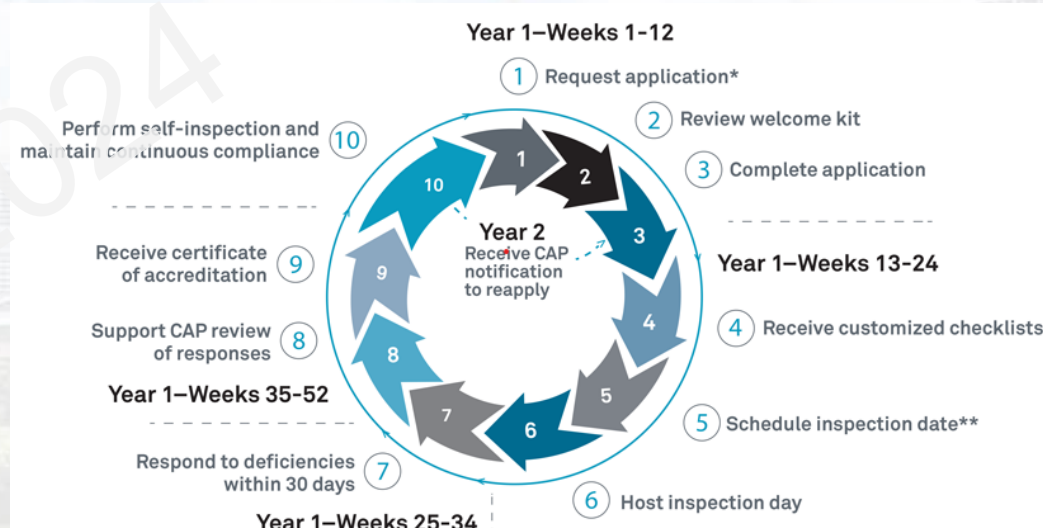 024
Year 1–Weeks 1-12
1 Request application*
2 Review welcome kit
3 Complete application
Year 1–Weeks 13-24
4 Receive customized checklists
5 Schedule inspection date**
6 Host inspection day
Year 1–Weeks 25-34
7 Respond to deficiencies
within 30 days
Year 1–Weeks 35-52
8 Support CAP review
of responses
9 Receive certificate
of accreditation
10 Perform self-inspection and
maintain continuous compliance
1
2
3
4
5
6
7
8
9
10
Year 2
Receive CAP
notification
to reapply